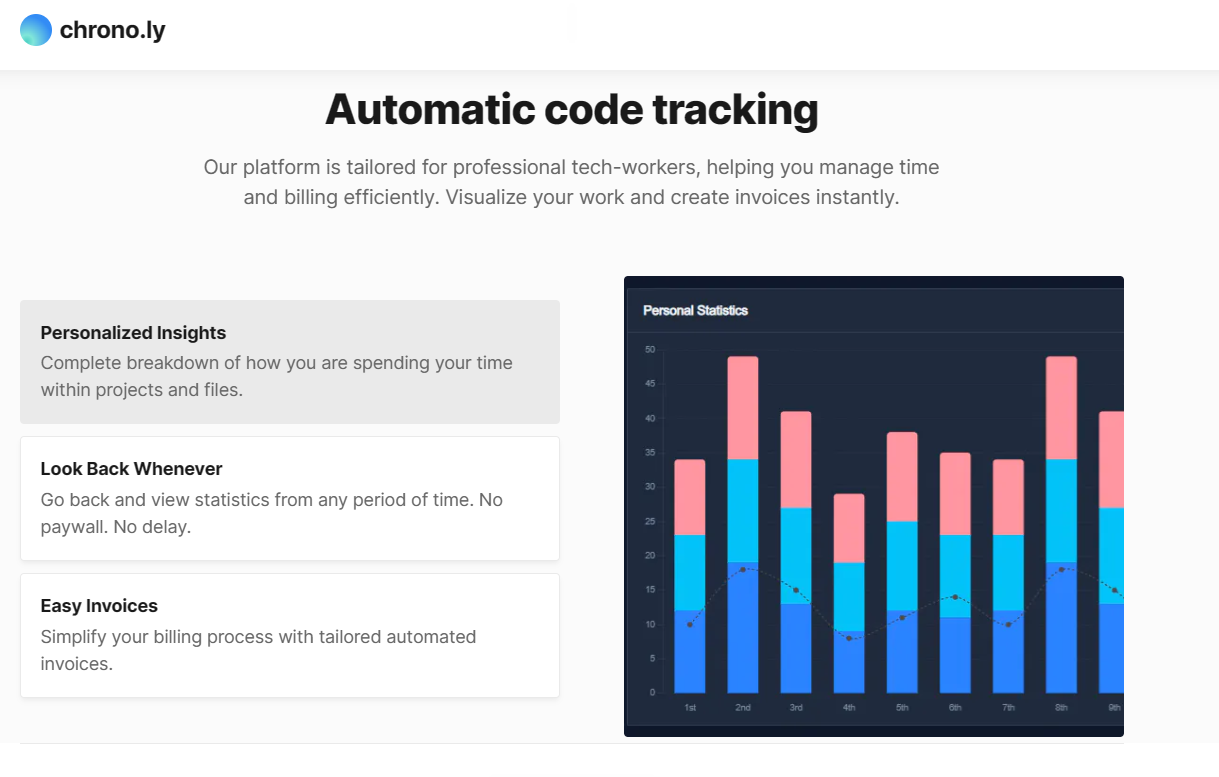 chrono.ly
Automatic code tracking
Our platform is tailored for professional tech-workers, helping you manage time
and billing efficiently. Visualize your work and create invoices instantly.
Personalized Insights
Complete breakdown of how you are spending your time
within projects and files.
Look Back Whenever
Go back and view statistics from any period of time. No
paywall. No delay.
Easy Invoices
Simplify your billing process with tailored automated
invoices.
Personal Statistics
50
45
40
35
30
25
20
15
10
5
0
1st 2nd 3rd 4th 5th 6th 7th 8th 9th